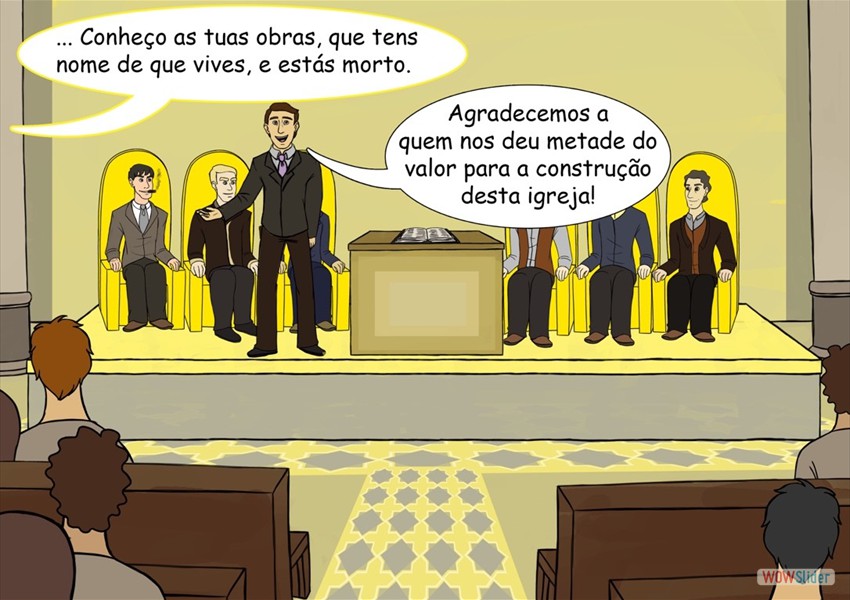 ... Conheço as tuas obras, que tens
nome de que vives, e estás morto.
Agradecemos a
quem nos deu metade do
valor para a construção
desta igreja!
WOWSlider